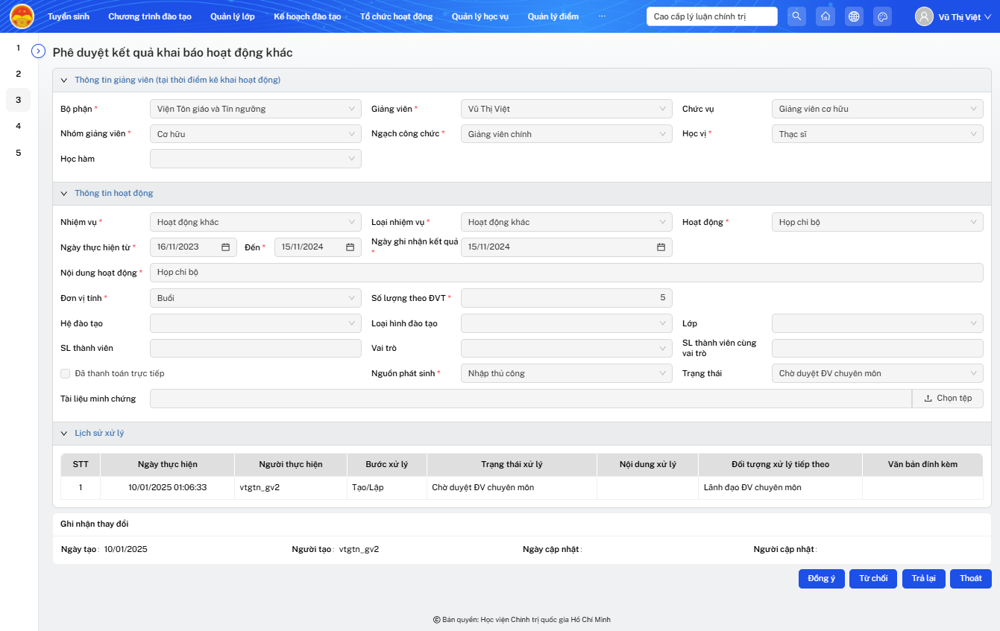 Tuyển sinh Chương trình đào tạo Quản lý lớp Kế hoạch đào tạo Tổ chức hoạt động Quản lý học vụ Quản lý điểm ... Cao cấp lý luận chính trị Vũ Thị Việt
1
2
3
4
5
Phê duyệt kết quả khai báo hoạt động khác
Thông tin giảng viên (tại thời điểm kê khai hoạt động)
Bộ phận * Viện Tôn giáo và Tín ngưỡng Giảng viên * Vũ Thị Việt Chức vụ Giảng viên cơ hữu
Nhóm giảng viên * Cơ hữu Ngạch công chức * Giảng viên chính Học vị * Thạc sĩ
Học hàm
Thông tin hoạt động
Nhiệm vụ * Hoạt động khác Loại nhiệm vụ * Hoạt động khác Hoạt động * Họp chi bộ
Ngày thực hiện từ * 16/11/2023 Đến * 15/11/2024 Ngày ghi nhận kết quả * 15/11/2024
Nội dung hoạt động * Họp chi bộ
Đơn vị tính * Buổi Số lượng theo ĐVT * 5
Hệ đào tạo Loại hình đào tạo Lớp
SL thành viên Vai trò SL thành viên cùng
vai trò
Đã thanh toán trực tiếp Nguồn phát sinh * Nhập thủ công Trạng thái Chờ duyệt ĐV chuyên môn
Tài liệu minh chứng Chọn tệp
Lịch sử xử lý
STT Ngày thực hiện Người thực hiện Bước xử lý Trạng thái xử lý Nội dung xử lý Đối tượng xử lý tiếp theo Văn bản đính kèm
1 10/01/2025 01:06:33 vtgtn_gv2 Tạo/Lập Chờ duyệt ĐV chuyên môn Lãnh đạo ĐV chuyên môn
Ghi nhận thay đổi
Ngày tạo: 10/01/2025 Người tạo: vtgtn_gv2 Ngày cập nhật: Người cập nhật:
Đồng ý Từ chối Trả lại Thoát
© Bản quyền: Học viện Chính trị quốc gia Hồ Chí Minh